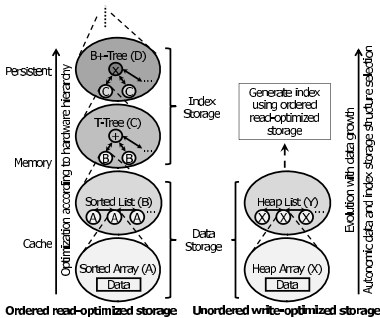 B+-Tree (D)
×
C C
Persistent
T-Tree (C)
+
B B
Memory
Sorted List (B)
A A A
Cache
Sorted Array (A)
Data
Optimization according to hardware hierarchy
Index
Storage
Data
Storage
Generate index
using ordered
read-optimized
storage
Heap List (Y)
X X X
Heap Array (X)
Data
Evolution with data growth
Autonomic data and index storage structure selection
Ordered read-optimized storage
Unordered write-optimized storage